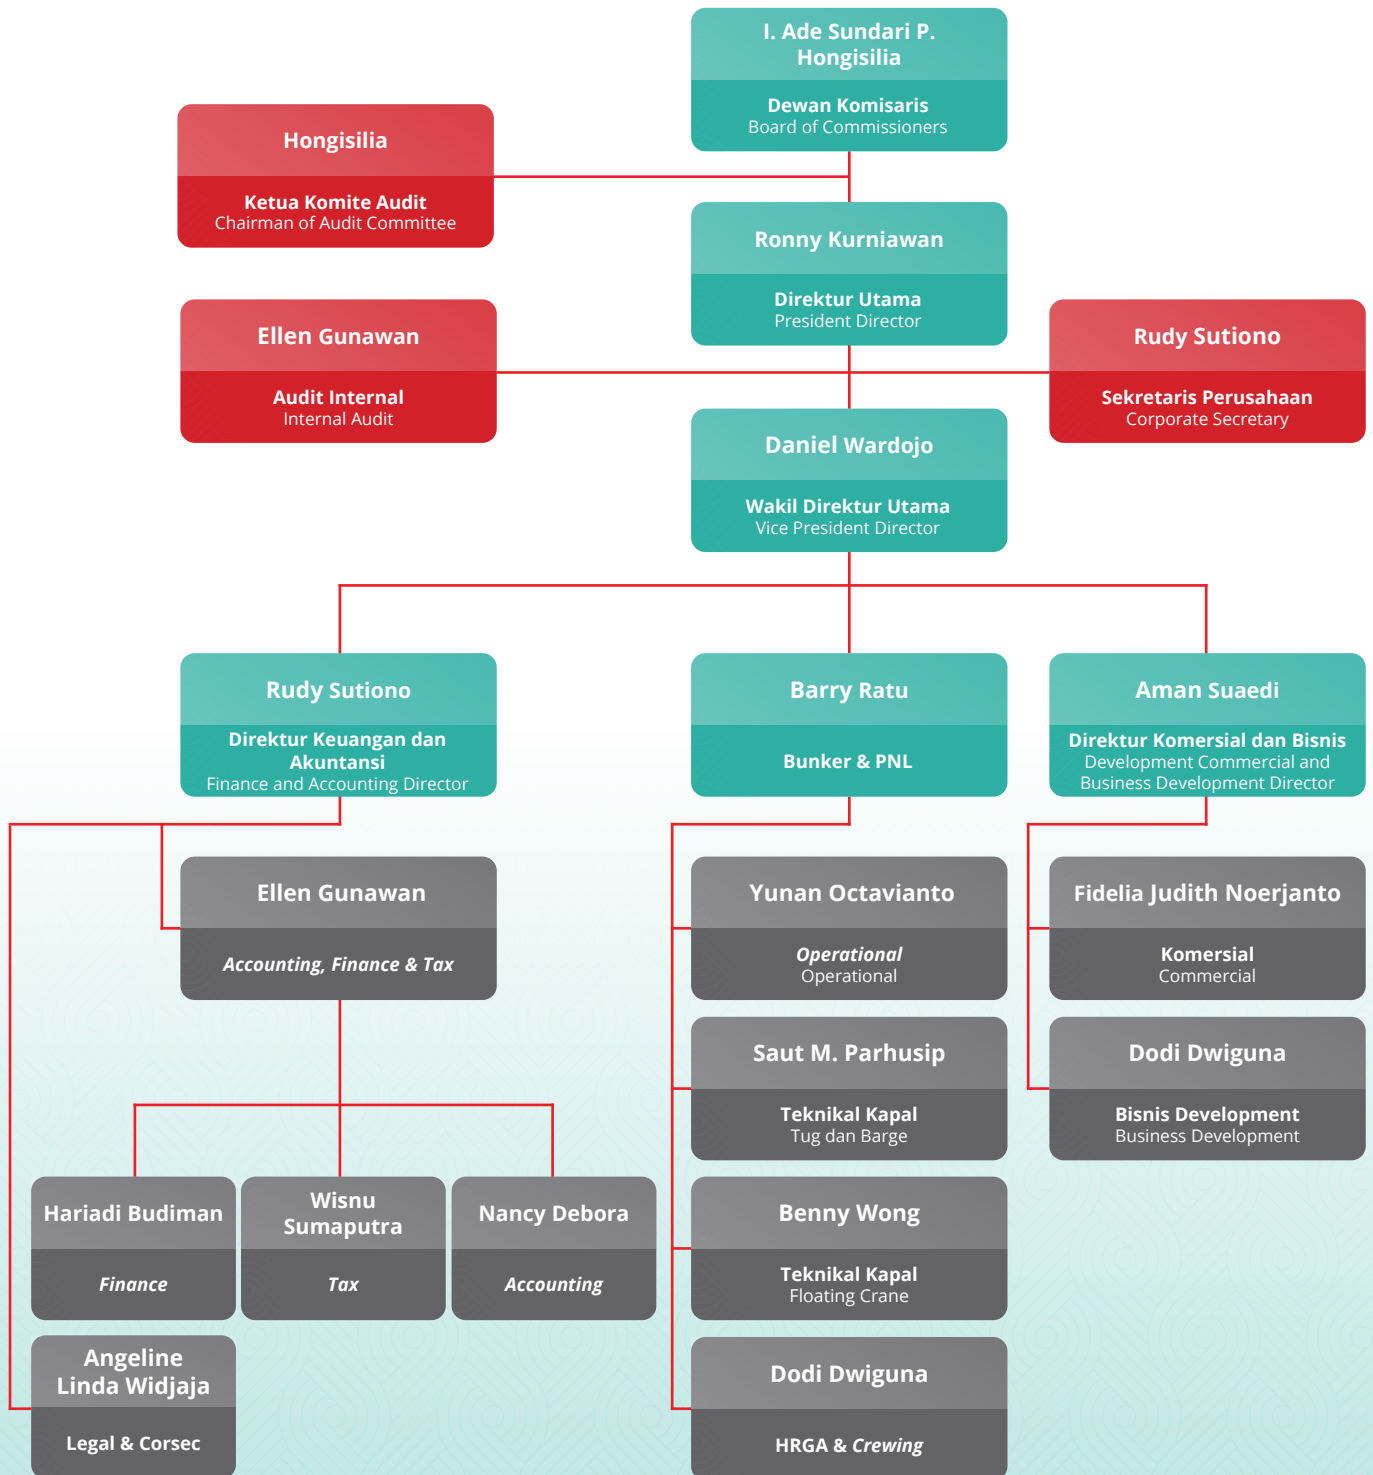 I. Ade Sundari P.
Hongisilia
Dewan Komisaris
Board of Commissioners
Hongisilia
Ketua Komite Audit
Chairman of Audit Committee
Ronny Kurniawan
Direktur Utama
President Director
Ellen Gunawan
Audit Internal
Internal Audit
Rudy Sutiono
Sekretaris Perusahaan
Corporate Secretary
Daniel Wardojo
Wakil Direktur Utama
Vice President Director
Rudy Sutiono
Direktur Keuangan dan
Akuntansi
Finance and Accounting Director
Barry Ratu
Bunker & PNL
Aman Suaedi
Direktur Komersial dan Bisnis
Development Commercial and
Business Development Director
Ellen Gunawan
Accounting, Finance & Tax
Yunan Octavianto
Operational
Operational
Fidelia Judith Noerjanto
Komersial
Commercial
Saut M. Parhusip
Teknikal Kapal
Tug dan Barge
Dodi Dwiguna
Bisnis Development
Business Development
Hariadi Budiman
Finance
Wisnu
Sumaputra
Tax
Nancy Debora
Accounting
Benny Wong
Teknikal Kapal
Floating Crane
Angeline
Linda Widjaja
Legal & Corsec
Dodi Dwiguna
HRGA & Crewing